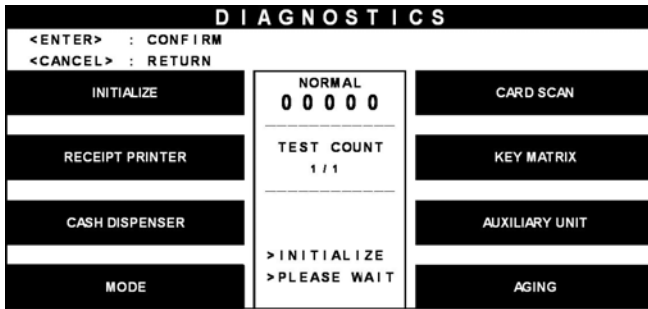 DIAGNOSTICS
<ENTER> : CONFIRM
<CANCEL> : RETURN
INITIALIZE
RECEIPT PRINTER
CASH DISPENSER
MODE
NORMAL
00000
TEST COUNT
1/1
>INITIALIZE
>PLEASE WAIT
CARD SCAN
KEY MATRIX
AUXILIARY UNIT
AGING